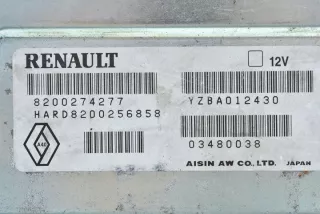 RENAULT
12V
8200274277
YZBA012430
HARD8200256858
03480038
AISIN AW CO., LTD. JAPAN